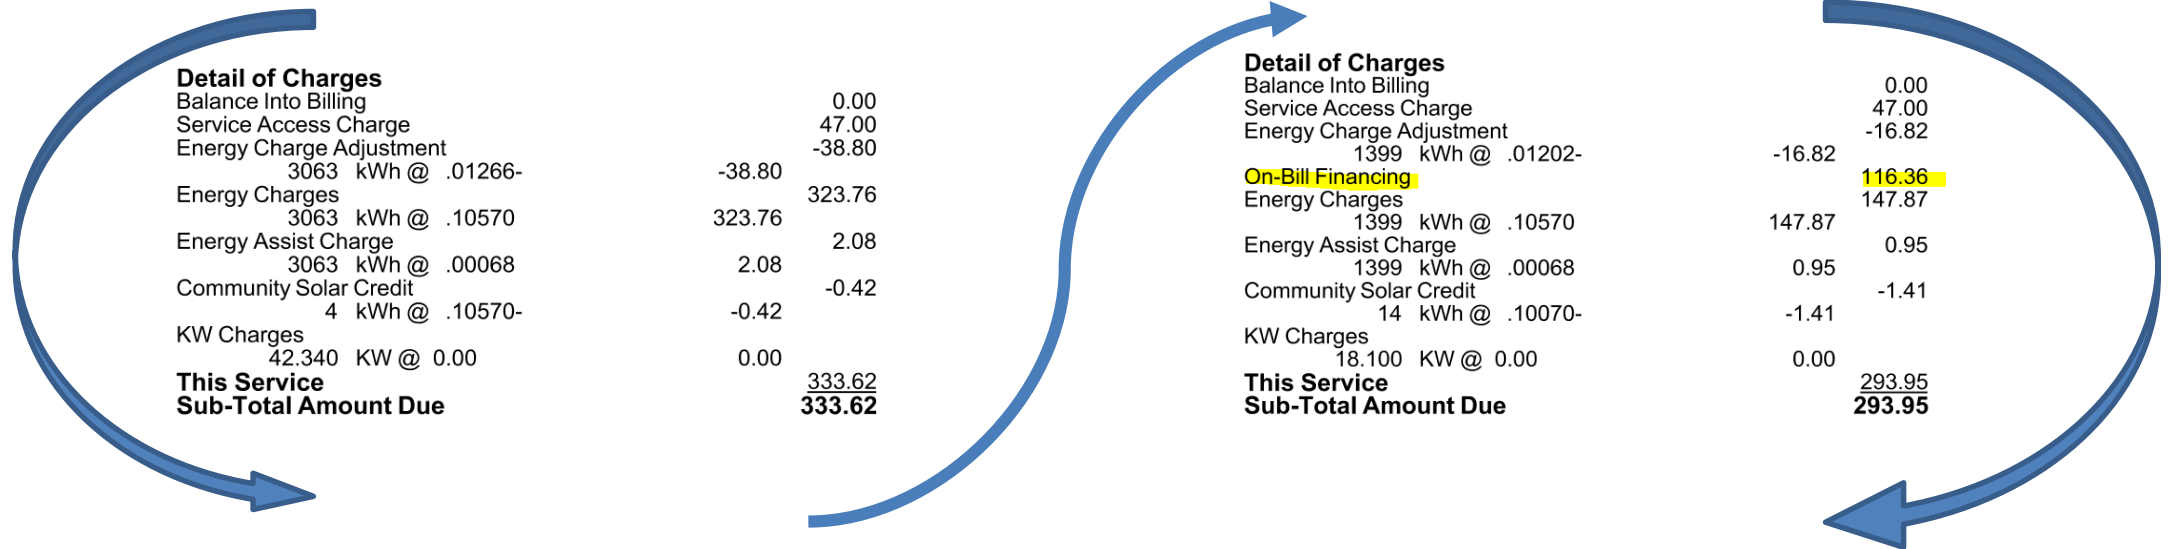 Detail of Charges
Balance Into Billing 0.00
Service Access Charge 47.00
Energy Charge Adjustment -38.80
3063 kWh @ .01266- -38.80
Energy Charges 323.76
3063 kWh @ .10570 323.76
Energy Assist Charge 2.08
3063 kWh @ .00068 2.08
Community Solar Credit -0.42
4 kWh @ .10570- -0.42
KW Charges
42.340 KW @ 0.00 0.00
This Service 333.62
Sub-Total Amount Due 333.62
Detail of Charges
Balance Into Billing 0.00
Service Access Charge 47.00
Energy Charge Adjustment -16.82
1399 kWh @ .01202- -16.82
On-Bill Financing 116.36
Energy Charges 147.87
1399 kWh @ .10570 147.87
Energy Assist Charge 0.95
1399 kWh @ .00068 0.95
Community Solar Credit -1.41
14 kWh @ .10070- -1.41
KW Charges
18.100 KW @ 0.00 0.00
This Service 293.95
Sub-Total Amount Due 293.95